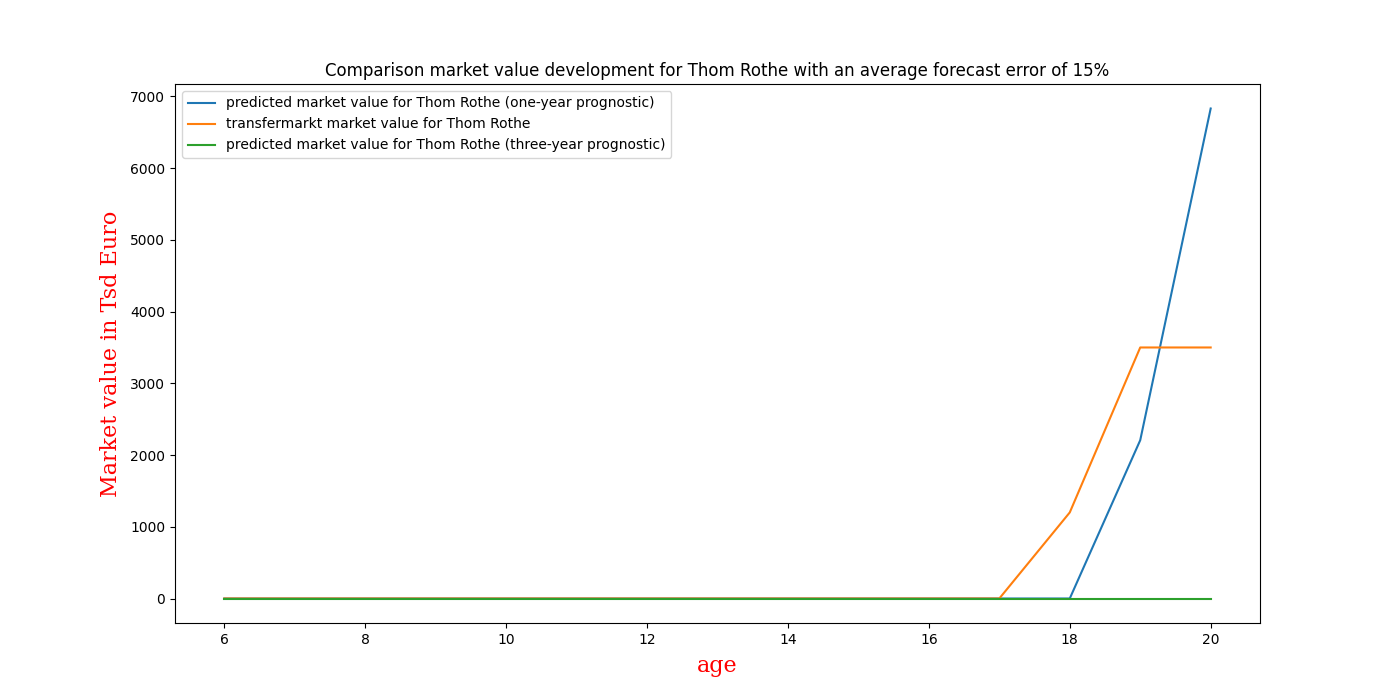 Comparison market value development for Thom Rothe with an average forecast error of 15%
predicted market value for Thom Rothe (one-year prognostic)
transfermarkt market value for Thom Rothe
predicted market value for Thom Rothe (three-year prognostic)
Market value in Tsd Euro
7000
6000
5000
4000
3000
2000
1000
0
6 8 10 12 14 16 18 20
age